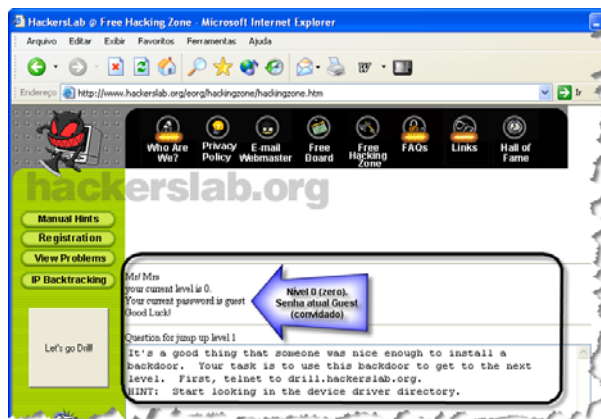 HackersLab @ Free Hacking Zone - Microsoft Internet Explorer
Arquivo Editar Exibir Favoritos Ferramentas Ajuda
Endereço http://www.hackerslab.org/eorg/hackingzone/hackingzone.htm Ir
Who Are We? Privacy Policy E-mail Webmaster Free Board Free Hacking Zone FAQs Links Hall of Fame
hackerslab.org
Manual Hints
Registration
View Problems
IP Backtracking
Let's go Drill!
Mr/ Mrs
your current level is 0.
Your current password is guest
Good Luck!
Nível 0 (zero).
Senha atual Guest
(convidado)
Question for jump up level 1
It's a good thing that someone was nice enough to install a
backdoor. Your task is to use this backdoor to get to the next
level. First, telnet to drill.hackerslab.org.
HINT: Start looking in the device driver directory.